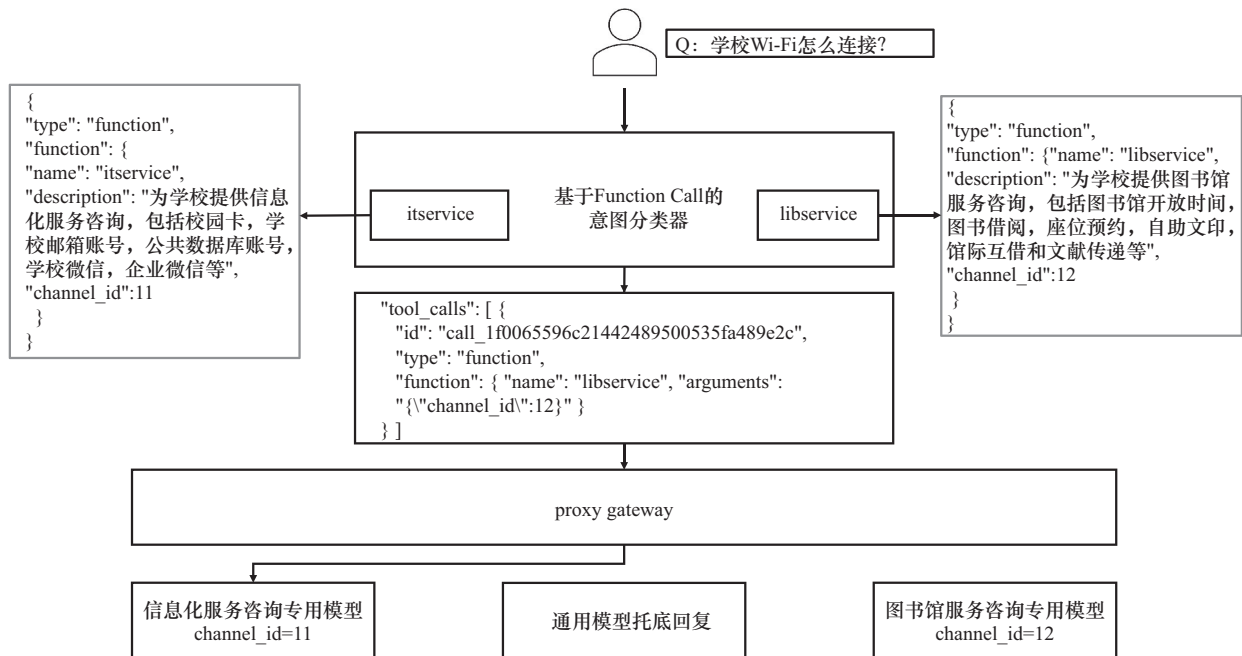 Q：学校Wi-Fi怎么连接？
{
"type": "function",
"function": {
"name": "itservice",
"description": "为学校提供信息
化服务咨询，包括校园卡，学
校邮箱账号，公共数据库账号，
学校微信，企业微信等",
"channel_id":11
}
}
itservice
基于Function Call的
意图分类器
libservice
{
"type": "function",
"function": {"name": "libservice",
"description": "为学校提供图书馆
服务咨询，包括图书馆开放时间，
图书借阅，座位预约，自助文印，
馆际互借和文献传递等",
"channel_id":12
}
}
"tool_calls": [ {
"id": "call_1f0065596c21442489500535fa489e2c",
"type": "function",
"function": { "name": "libservice", "arguments":
"{\"channel_id\":12}" }
} ]
proxy gateway
信息化服务咨询专用模型
channel_id=11
通用模型托底回复
图书馆服务咨询专用模型
channel_id=12